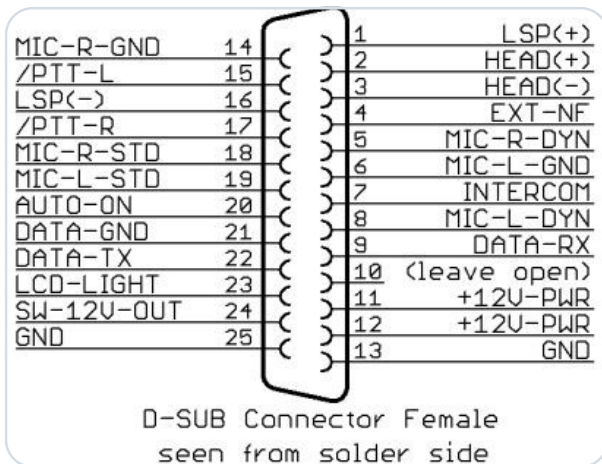 MIC-R-GND 14
/PTT-L 15
LSP(-) 16
/PTT-R 17
MIC-R-STD 18
MIC-L-STD 19
AUTO-ON 20
DATA-GND 21
DATA-TX 22
LCD-LIGHT 23
SW-12V-OUT 24
GND 25
1 LSP(+)
2 HEAD(+)
3 HEAD(-)
4 EXT-NF
5 MIC-R-DYN
6 MIC-L-GND
7 INTERCOM
8 MIC-L-DYN
9 DATA-RX
10 (leave open)
11 +12V-PWR
12 +12V-PWR
13 GND
D-SUB Connector Female
seen from solder side